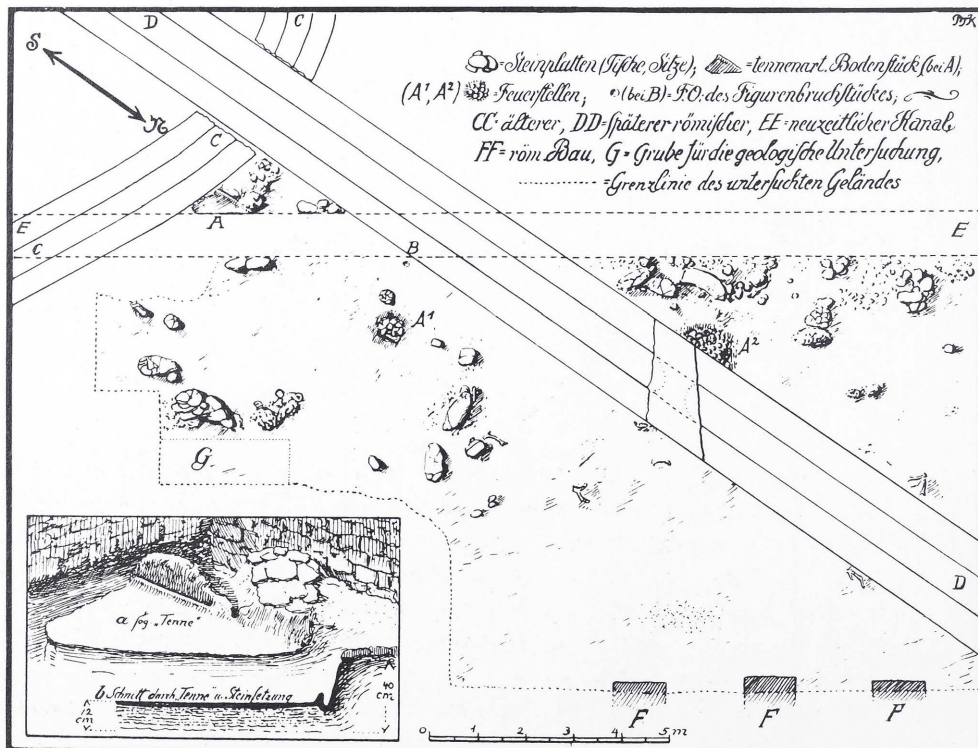 D
C
S
N
=Steinplatten (Tische, Sitze); =tennenart. Bodenstück (bei A);
(A¹, A²) =Feuerstellen; (bei B)=F.O. des Figurenbruchstückes;
CC=älterer, DD=späterer römischer, EE=neuzeitlicher Kanal,
FF=röm. Bau, G=Grube für die geologische Untersuchung,
=Grenzlinie des untersuchten Geländes
C
A
E
E
C
B
A¹
A²
G.
D
a sog. „Tenne“
b Schnitt durch Tenne u. Steinsetzung
12
cm
40
cm
F
F
P
0 1 2 3 4 5 m